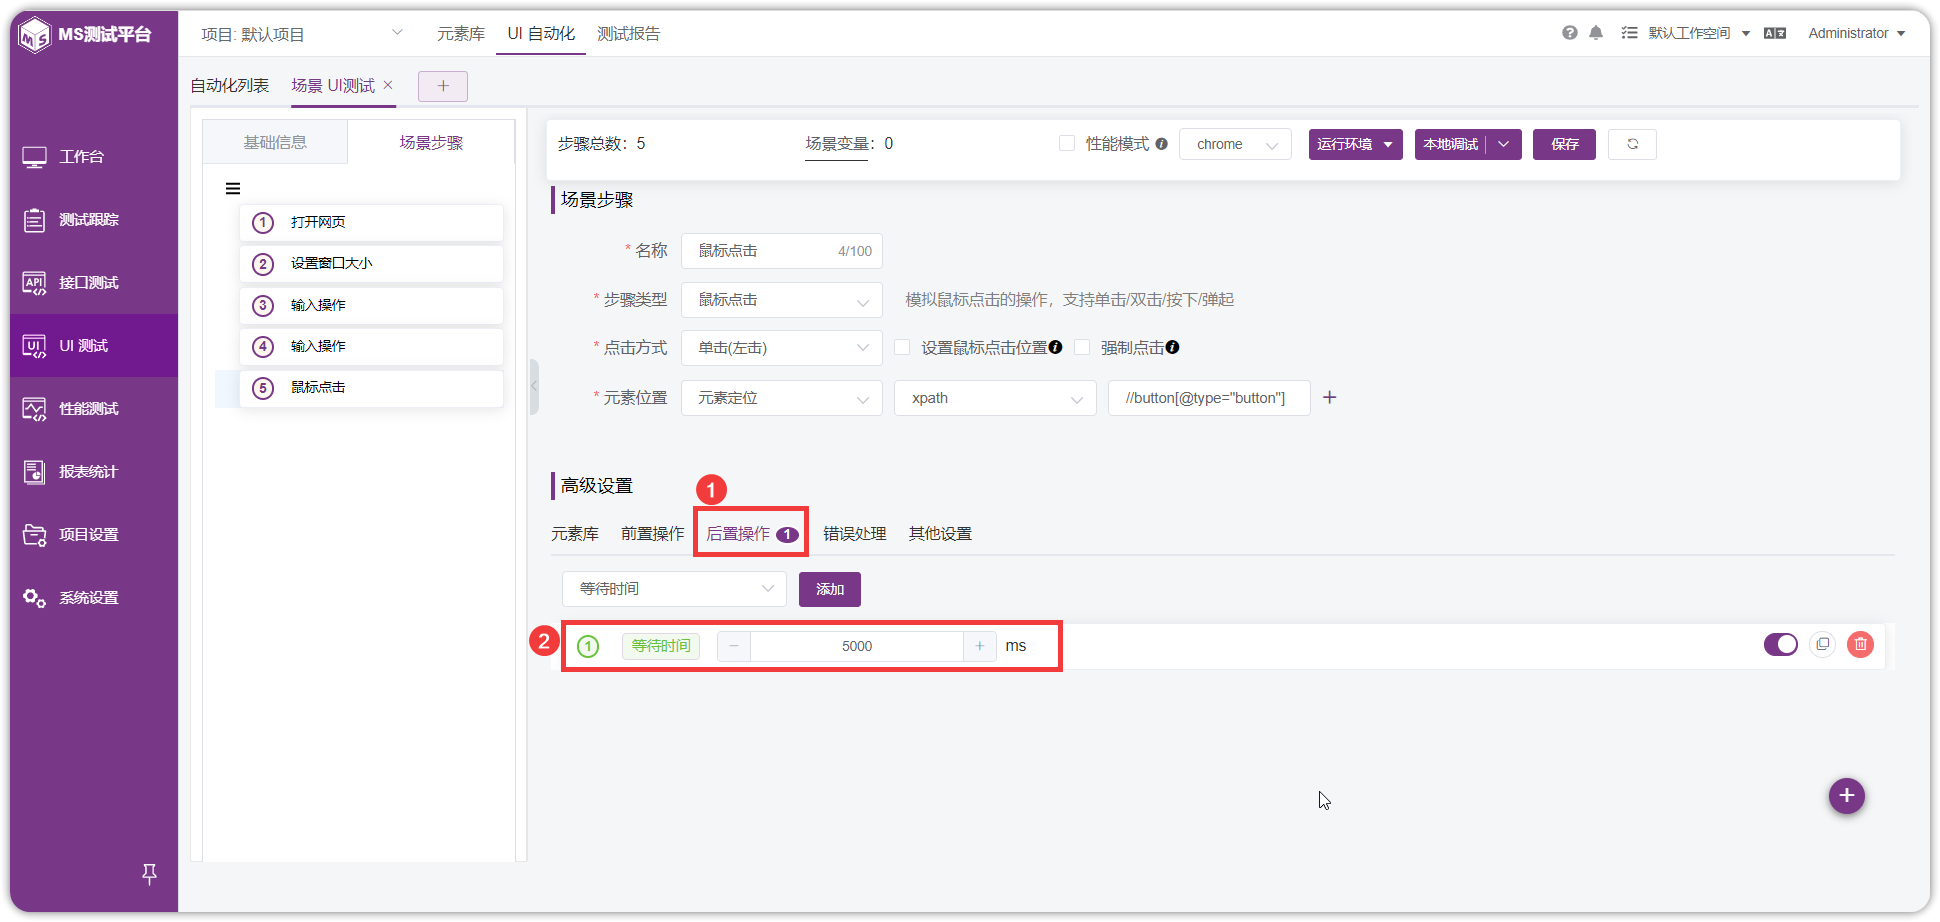 MS测试平台
项目: 默认项目
元素库 UI 自动化 测试报告
默认工作空间
Administrator
自动化列表 场景 UI测试
工作台
测试跟踪
API 接口测试
UI UI 测试
性能测试
报表统计
项目设置
系统设置
基础信息 场景步骤
1 打开网页
2 设置窗口大小
3 输入操作
4 输入操作
5 鼠标点击
步骤总数：5 场景变量：0 性能模式 chrome 运行环境 本地调试 保存
场景步骤
* 名称 鼠标点击 4/100
* 步骤类型 鼠标点击 模拟鼠标点击的操作，支持单击/双击/按下/弹起
* 点击方式 单击(左击) 设置鼠标点击位置 强制点击
* 元素位置 元素定位 xpath //button[@type="button"]
高级设置
1
元素库 前置操作 后置操作 1 错误处理 其他设置
等待时间 添加
2 1 等待时间 5000 ms